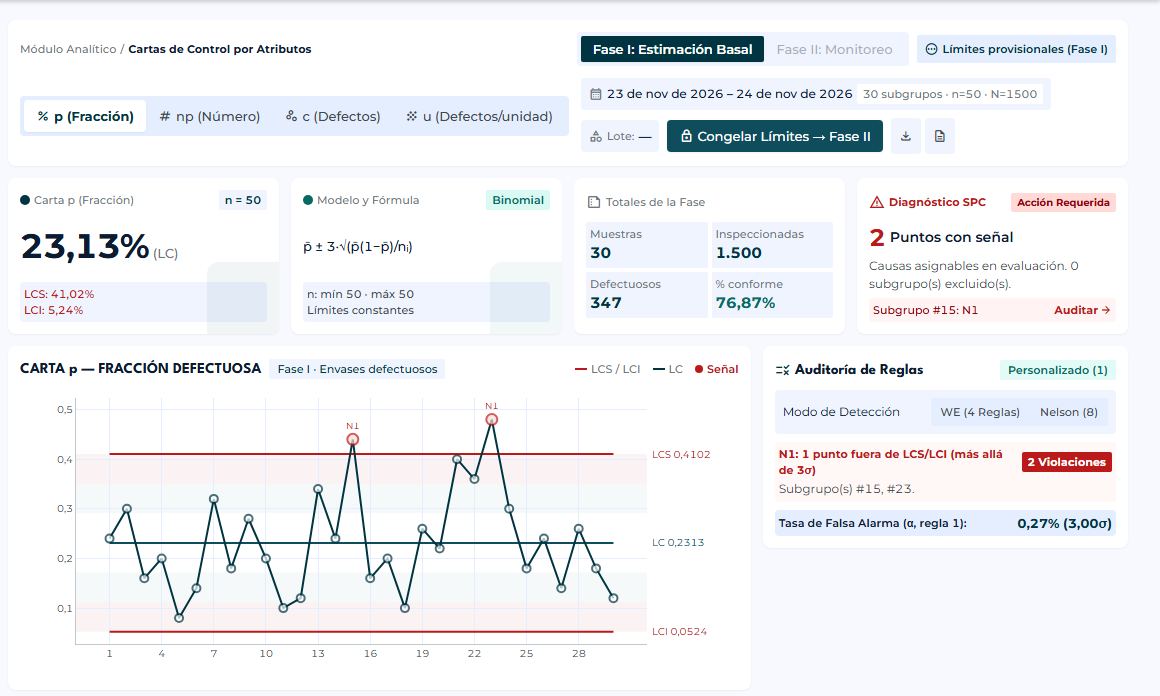 Módulo Analítico / Cartas de Control por Atributos
Fase I: Estimación Basal
Fase II: Monitoreo
Límites provisionales (Fase I)
23 de nov de 2026 – 24 de nov de 2026
30 subgrupos · n=50 · N=1500
% p (Fracción)
# np (Número)
c (Defectos)
u (Defectos/unidad)
Lote: —
Congelar Límites → Fase II
Carta p (Fracción)
n = 50
23,13% (LC)
LCS: 41,02%
LCI: 5,24%
Modelo y Fórmula
Binomial
p̄ ± 3·√(p̄(1−p̄)/nᵢ)
n: mín 50 · máx 50
Límites constantes
Totales de la Fase
Muestras
30
Inspeccionadas
1.500
Defectuosos
347
% conforme
76,87%
Diagnóstico SPC
Acción Requerida
2 Puntos con señal
Causas asignables en evaluación. 0
subgrupo(s) excluido(s).
Subgrupo #15: N1
Auditar →
CARTA p — FRACCIÓN DEFECTUOSA
Fase I · Envases defectuosos
LCS / LCI
LC
Señal
0,5
0,4
0,3
0,2
0,1
N1
N1
LCS 0,4102
LC 0,2313
LCI 0,0524
1 4 7 10 13 16 19 22 25 28
Auditoría de Reglas
Personalizado (1)
Modo de Detección
WE (4 Reglas)
Nelson (8)
N1: 1 punto fuera de LCS/LCI (más allá
de 3σ)
2 Violaciones
Subgrupo(s) #15, #23.
Tasa de Falsa Alarma (α, regla 1):
0,27% (3,00σ)